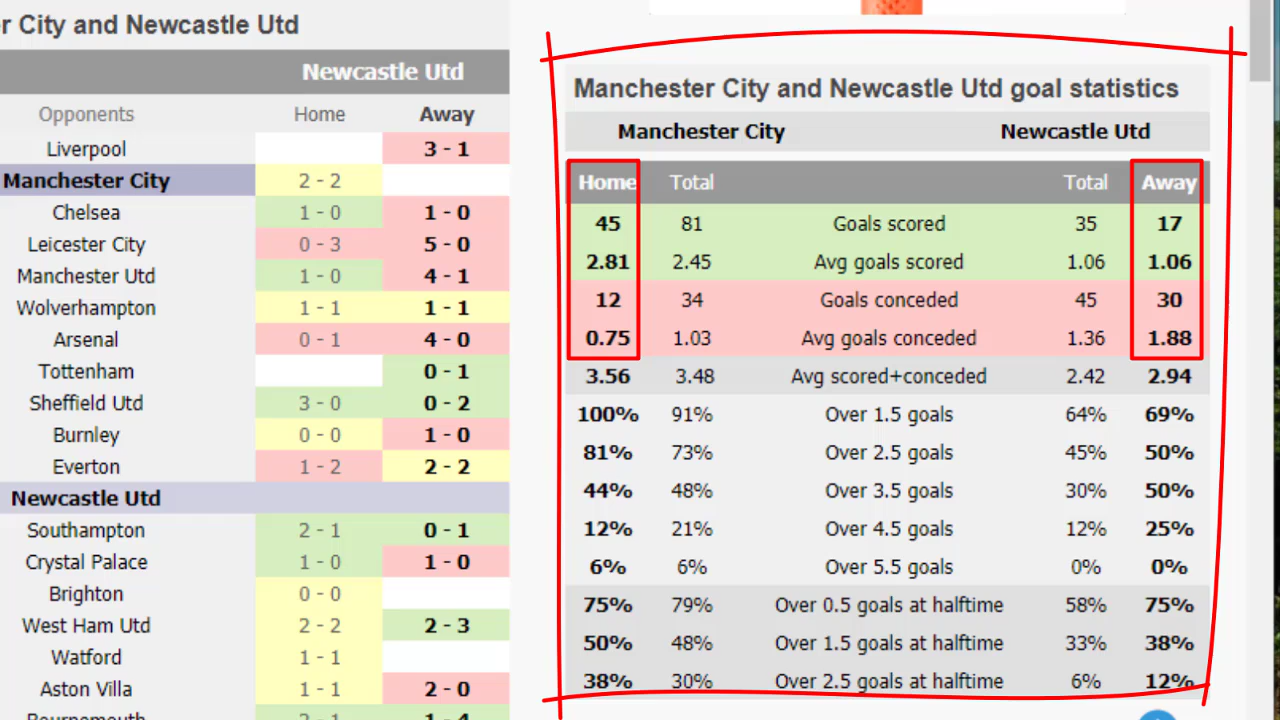 r City and Newcastle Utd
Newcastle Utd
Opponents Home Away
Liverpool 3 - 1
Manchester City 2 - 2
Chelsea 1 - 0 1 - 0
Leicester City 0 - 3 5 - 0
Manchester Utd 1 - 0 4 - 1
Wolverhampton 1 - 1 1 - 1
Arsenal 0 - 1 4 - 0
Tottenham 0 - 1
Sheffield Utd 3 - 0 0 - 2
Burnley 0 - 0 1 - 0
Everton 1 - 2 2 - 2
Newcastle Utd
Southampton 2 - 1 0 - 1
Crystal Palace 1 - 0 1 - 0
Brighton 0 - 0
West Ham Utd 2 - 2 2 - 3
Watford 1 - 1
Aston Villa 1 - 1 2 - 0
Bournemouth 2 - 1 1 - 4
Manchester City and Newcastle Utd goal statistics
Manchester City Newcastle Utd
Home Total Total Away
45 81 Goals scored 35 17
2.81 2.45 Avg goals scored 1.06 1.06
12 34 Goals conceded 45 30
0.75 1.03 Avg goals conceded 1.36 1.88
3.56 3.48 Avg scored+conceded 2.42 2.94
100% 91% Over 1.5 goals 64% 69%
81% 73% Over 2.5 goals 45% 50%
44% 48% Over 3.5 goals 30% 50%
12% 21% Over 4.5 goals 12% 25%
6% 6% Over 5.5 goals 0% 0%
75% 79% Over 0.5 goals at halftime 58% 75%
50% 48% Over 1.5 goals at halftime 33% 38%
38% 30% Over 2.5 goals at halftime 6% 12%